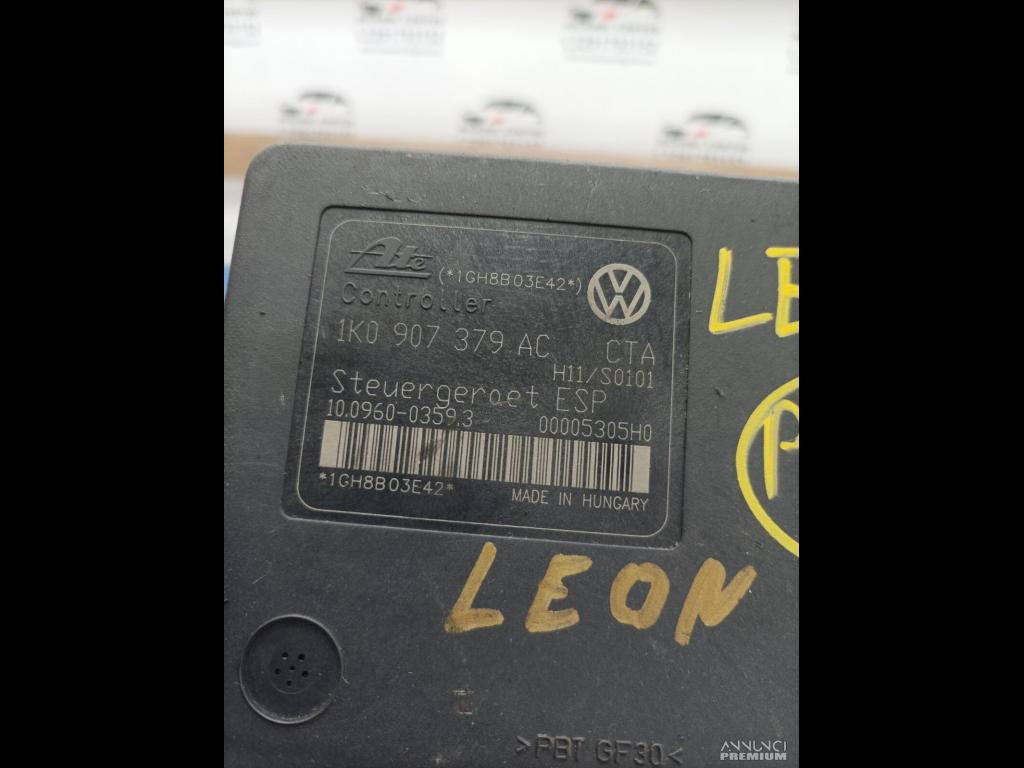 Ate
(*1GH8B03E42*)
Controller
1K0 907 379 AC CTA
H11/S0101
Steuergeraet ESP
10.0960-0359.3 00005305H0
*1GH8B03E42*
MADE IN HUNGARY
LE
LEON
>PBT GF30<
ANNUNCI
PREMIUM